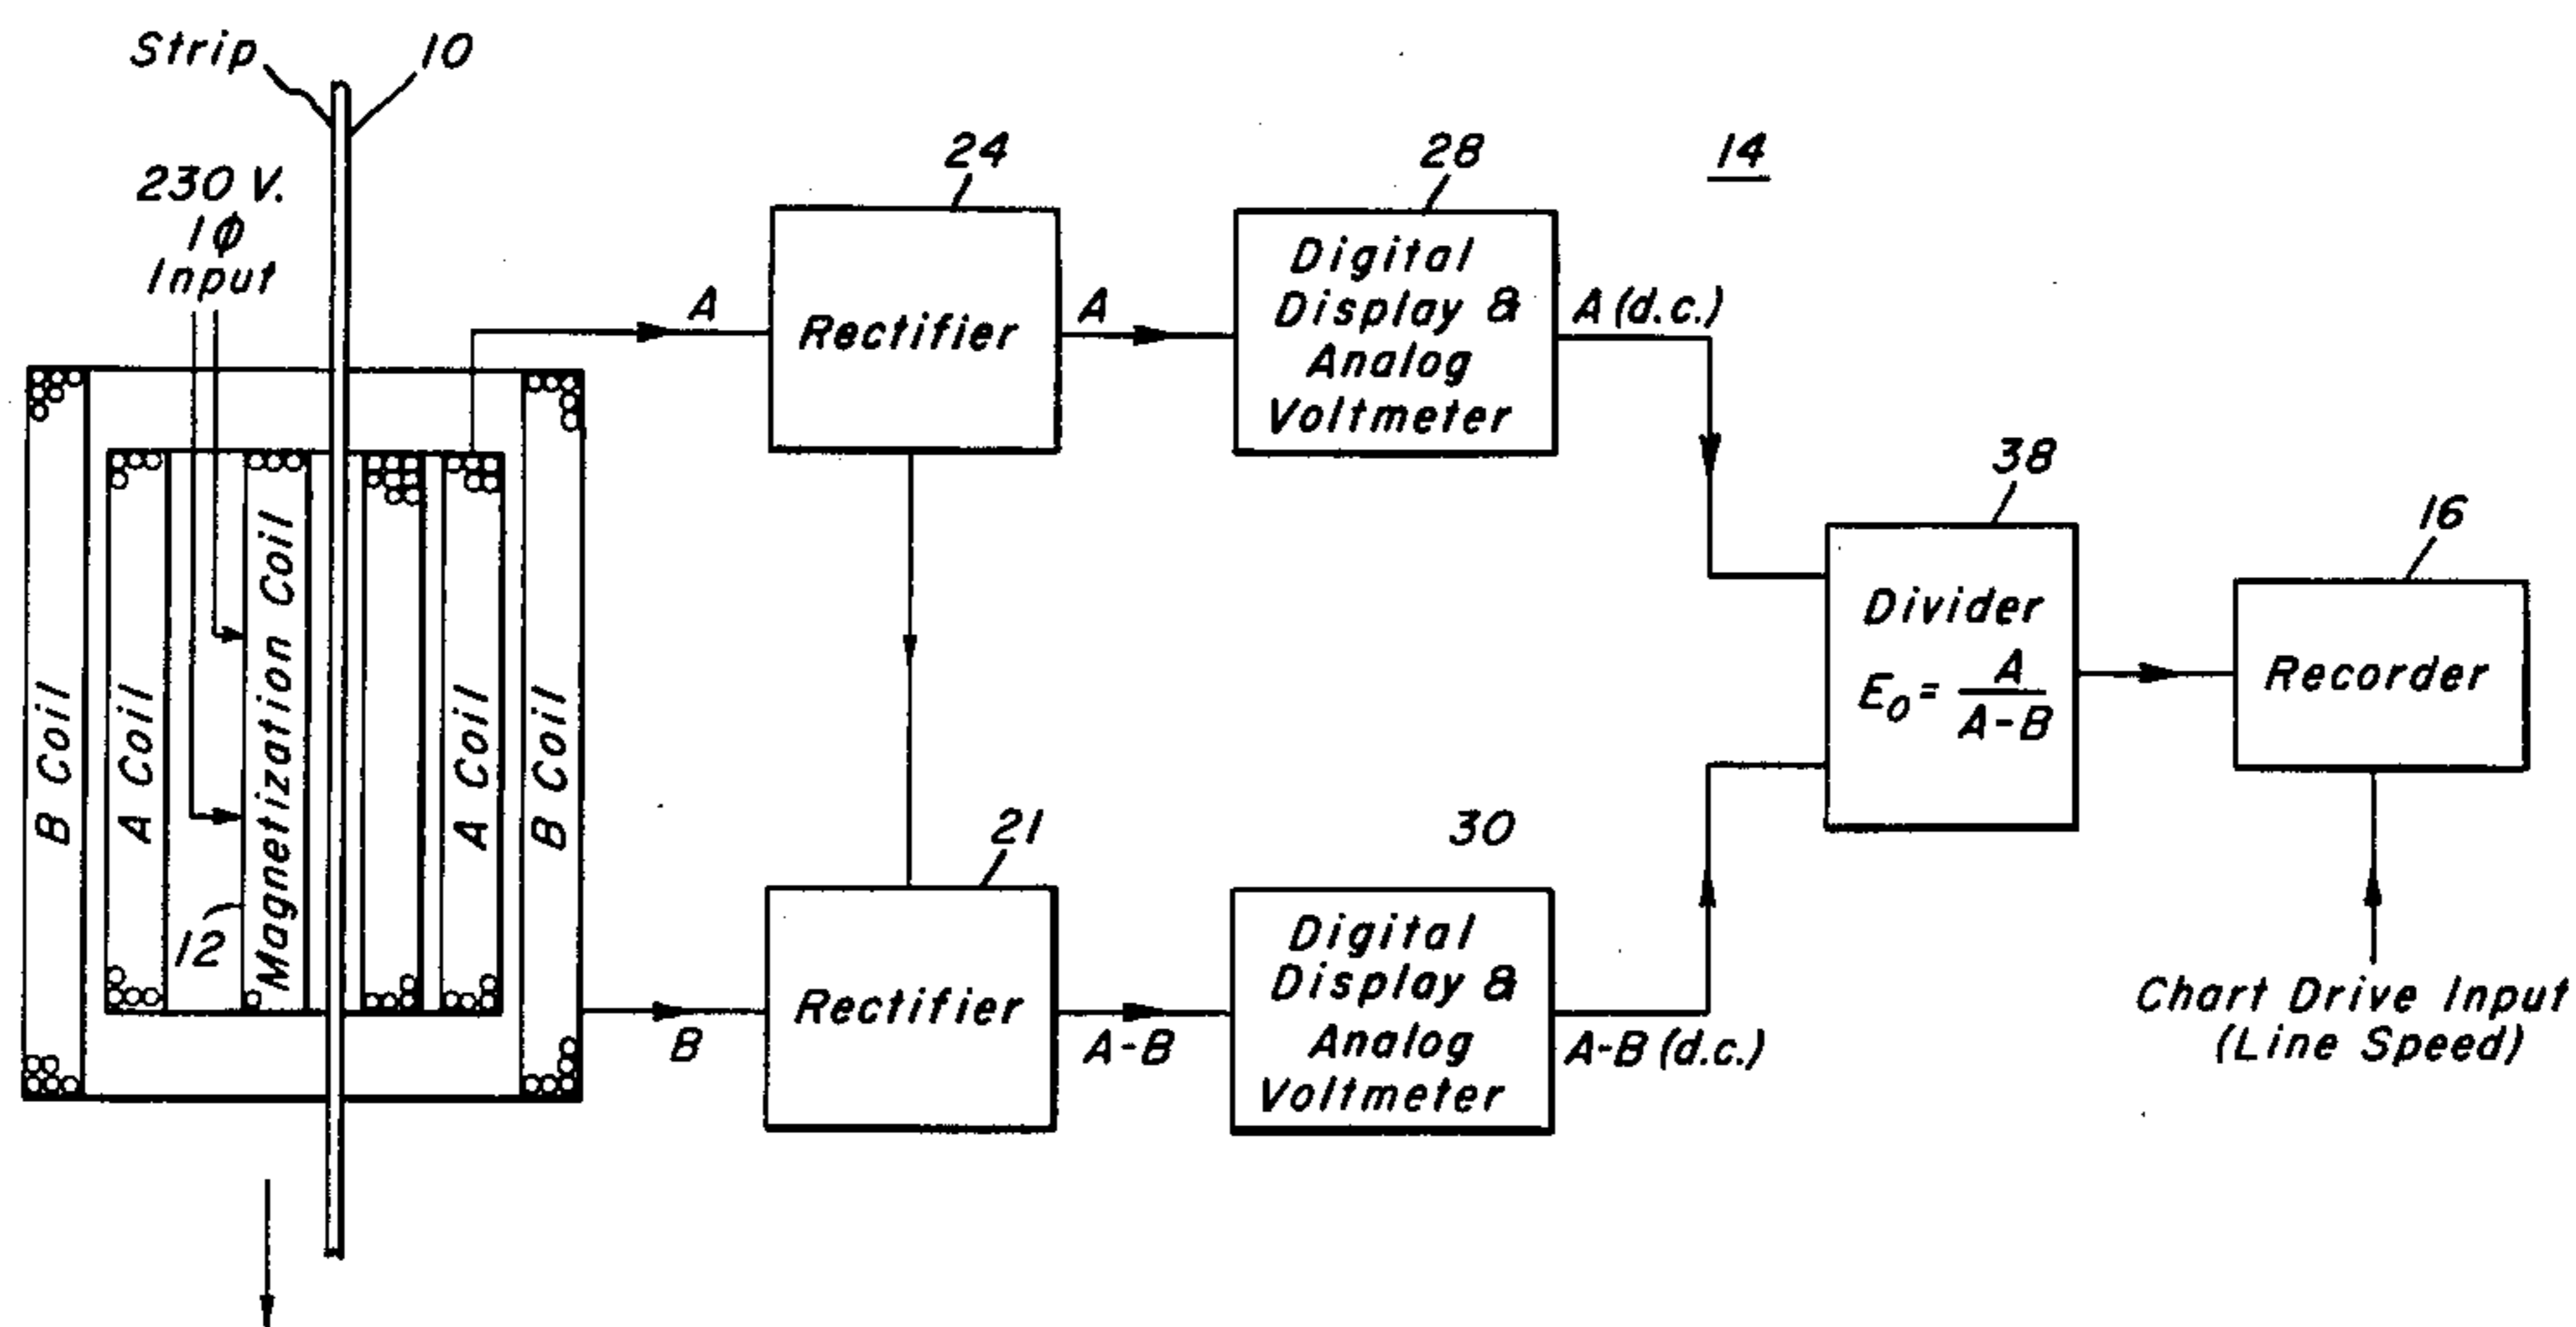 Strip
10
230 V.
1ϕ
Input
B Coil
A Coil
12
Magnetization Coil
A Coil
B Coil
A
24
Rectifier
A
28
Digital
Display &
Analog
Voltmeter
A (d.c.)
14
B
21
Rectifier
A-B
30
Digital
Display &
Analog
Voltmeter
A-B (d.c.)
38
Divider
E₀ = A / A-B
16
Recorder
Chart Drive Input
(Line Speed)